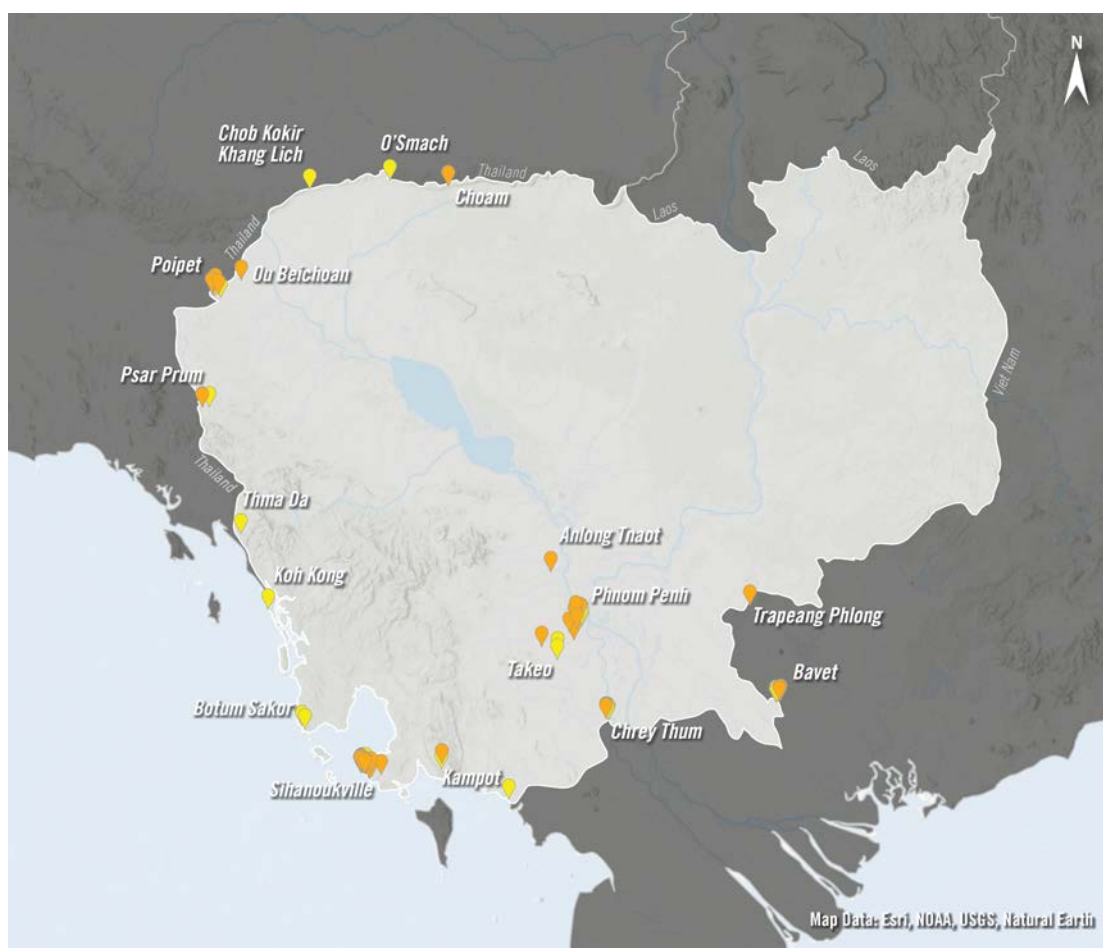 N
Chob Kokir
Khang Lich
O'Smach
Thailand
Choam
Laos
Laos
Thailand
Poipet
Ou Beichoan
Psar Prum
Viet Nam
Thailand
Thma Da
Anlong Tnaot
Koh Kong
Phnom Penh
Trapeang Phlong
Takeo
Bavet
Botum Sakor
Chrey Thum
Kampot
Sihanoukville
Map Data: Esri, NOAA, USGS, Natural Earth